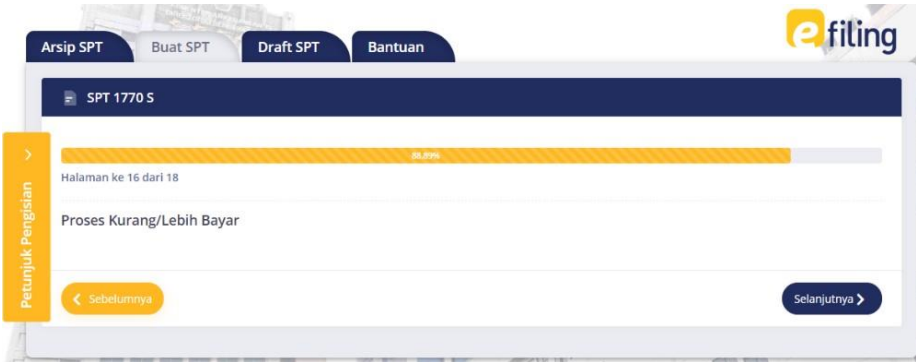 Arsip SPT Buat SPT Draft SPT Bantuan
efiling
SPT 1770 S
88.89%
Halaman ke 16 dari 18
Proses Kurang/Lebih Bayar
Petunjuk Pengisian
Sebelumnya
Selanjutnya